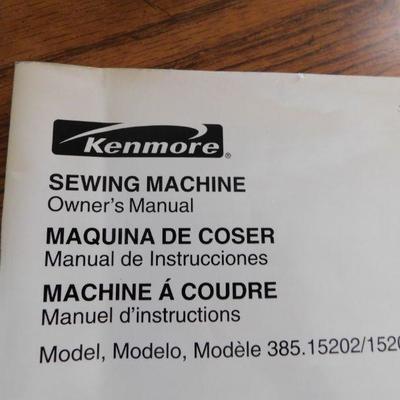 Kenmore®
SEWING MACHINE
Owner's Manual
MAQUINA DE COSER
Manual de Instrucciones
MACHINE Á COUDRE
Manuel d'instructions
Model, Modelo, Modèle 385.15202/